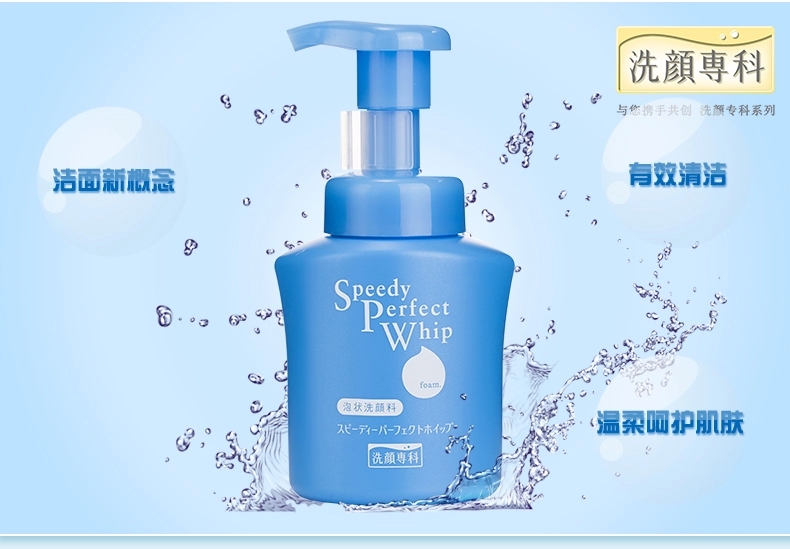 洗顔専科
与您携手共创 洗颜专科系列
洁面新概念
有效清洁
Speedy
Perfect
Whip
foam.
泡状洗顔料
スピーディーパーフェクトホイップ
洗顔専科
温柔呵护肌肤